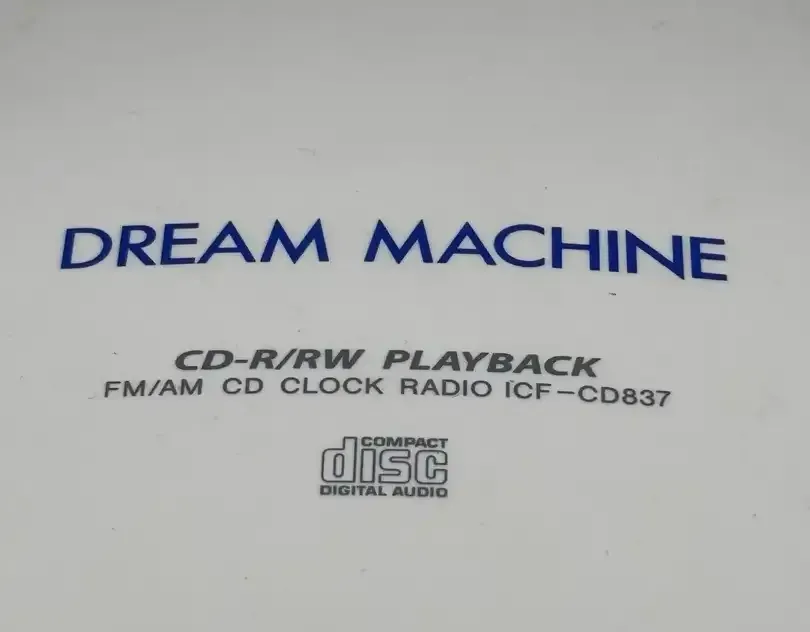 DREAM MACHINE
CD-R/RW PLAYBACK
FM/AM CD CLOCK RADIO ICF-CD837
COMPACT
disc
DIGITAL AUDIO